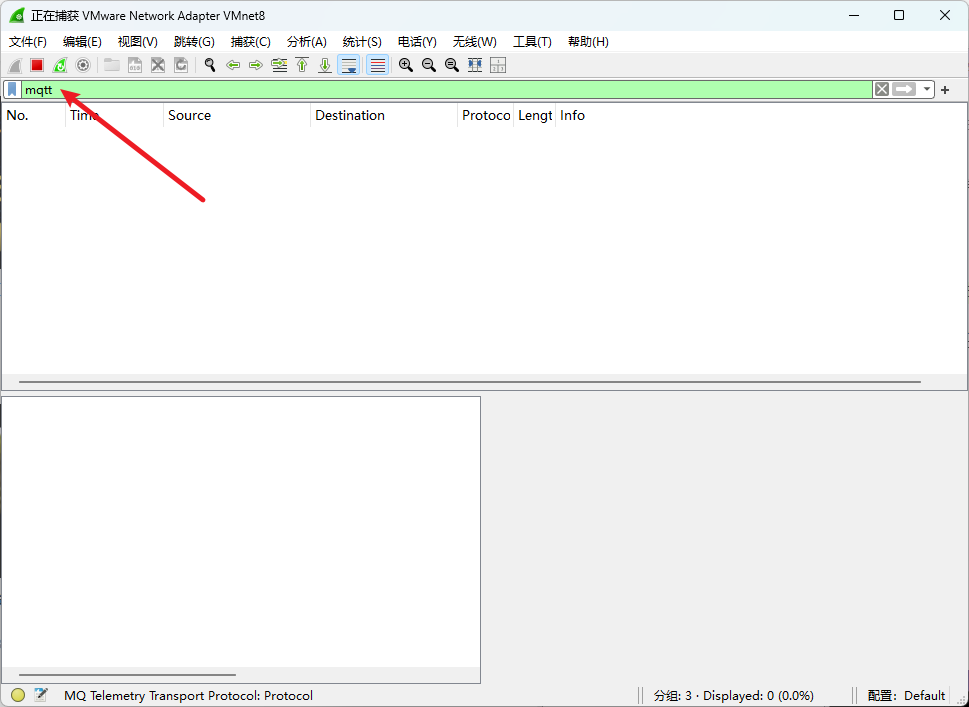 正在捕获 VMware Network Adapter VMnet8
文件(F) 编辑(E) 视图(V) 跳转(G) 捕获(C) 分析(A) 统计(S) 电话(Y) 无线(W) 工具(T) 帮助(H)
mqtt
No. Time Source Destination Protoco Lengt Info
MQ Telemetry Transport Protocol: Protocol 分组: 3 · Displayed: 0 (0.0%) 配置: Default